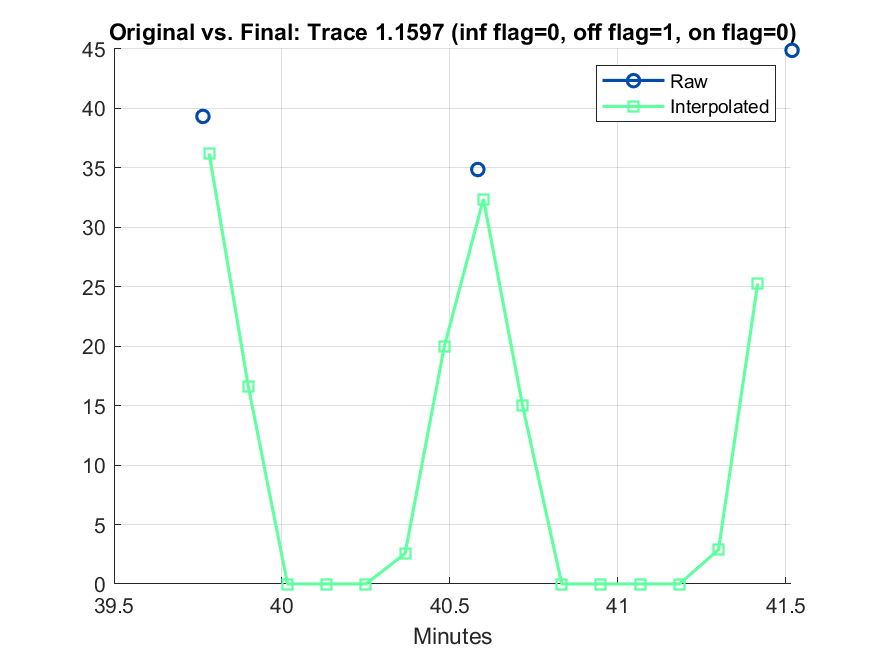 Original vs. Final: Trace 1.1597 (inf flag=0, off flag=1, on flag=0)
45
40
35
30
25
20
15
10
5
0
Raw
Interpolated
39.5 40 40.5 41 41.5
Minutes